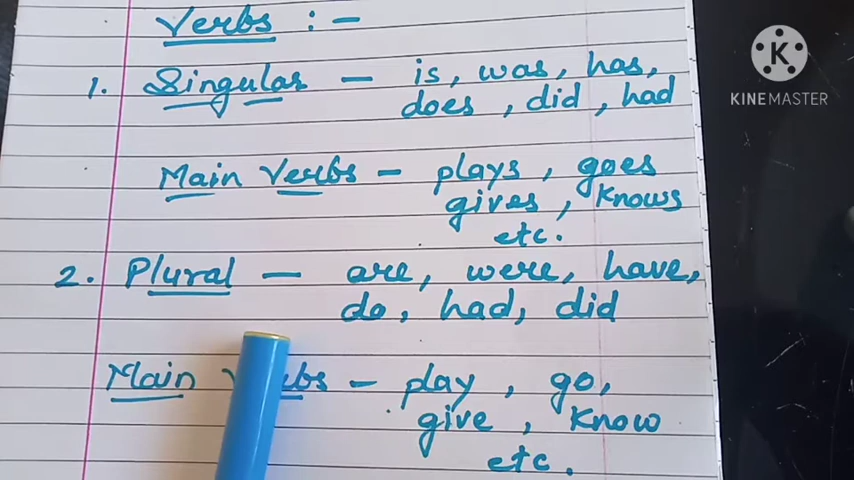 Verbs :-
1. Singular - is, was, has,
does, did, had
Main Verbs - plays, goes
gives, knows
etc.
2. Plural - are, were, have,
do, had, did
Main Verbs - play, go,
give, know
etc.
K
KINEMASTER